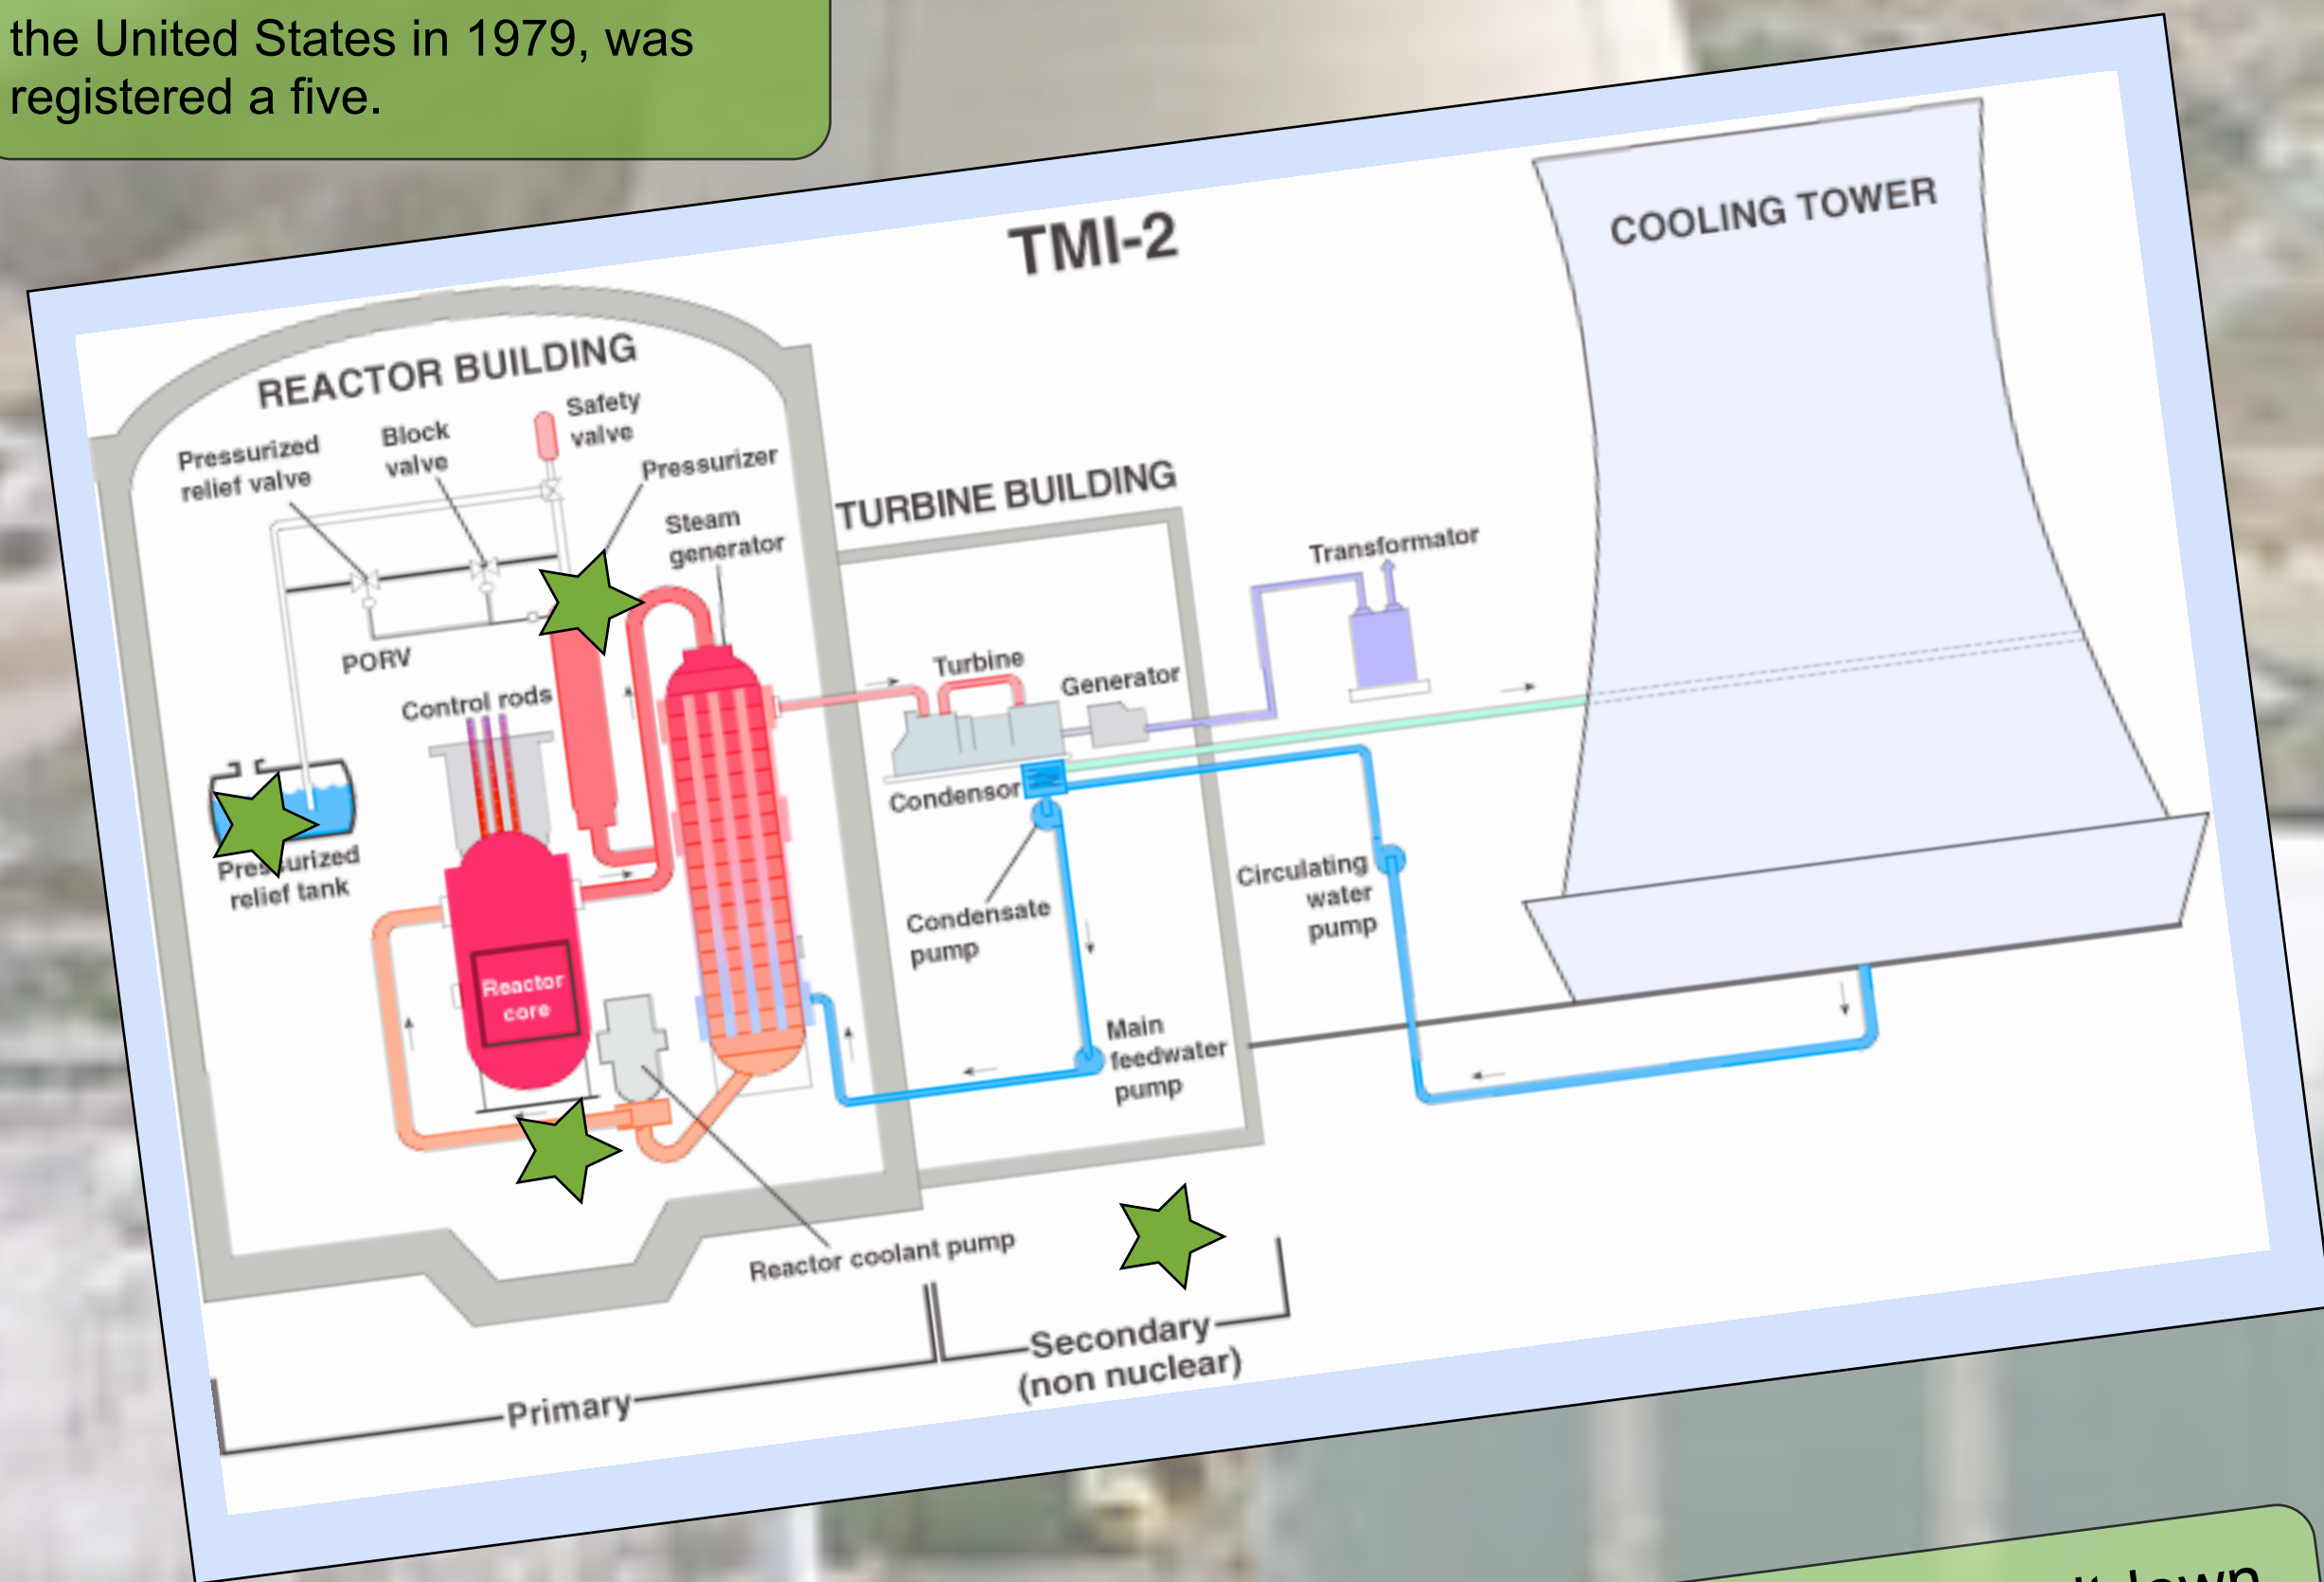 the United States in 1979, was
registered a five.
TMI-2
COOLING TOWER
REACTOR BUILDING
Pressurized
relief valve
Block
valve
Safety
valve
Pressurizer
Steam
generator
PORV
Control rods
Pressurized
relief tank
Reactor
core
TURBINE BUILDING
Turbine
Generator
Transformator
Condensor
Condensate
pump
Circulating
water
pump
Main
feedwater
pump
Reactor coolant pump
Primary
Secondary
(non nuclear)